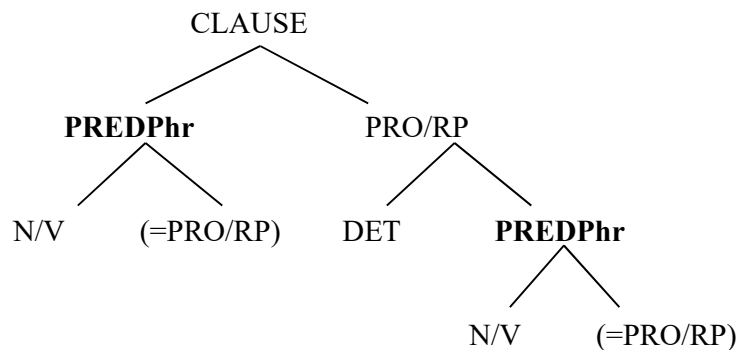 CLAUSE
PREDPhr PRO/RP
N/V (=PRO/RP) DET PREDPhr
N/V (=PRO/RP)